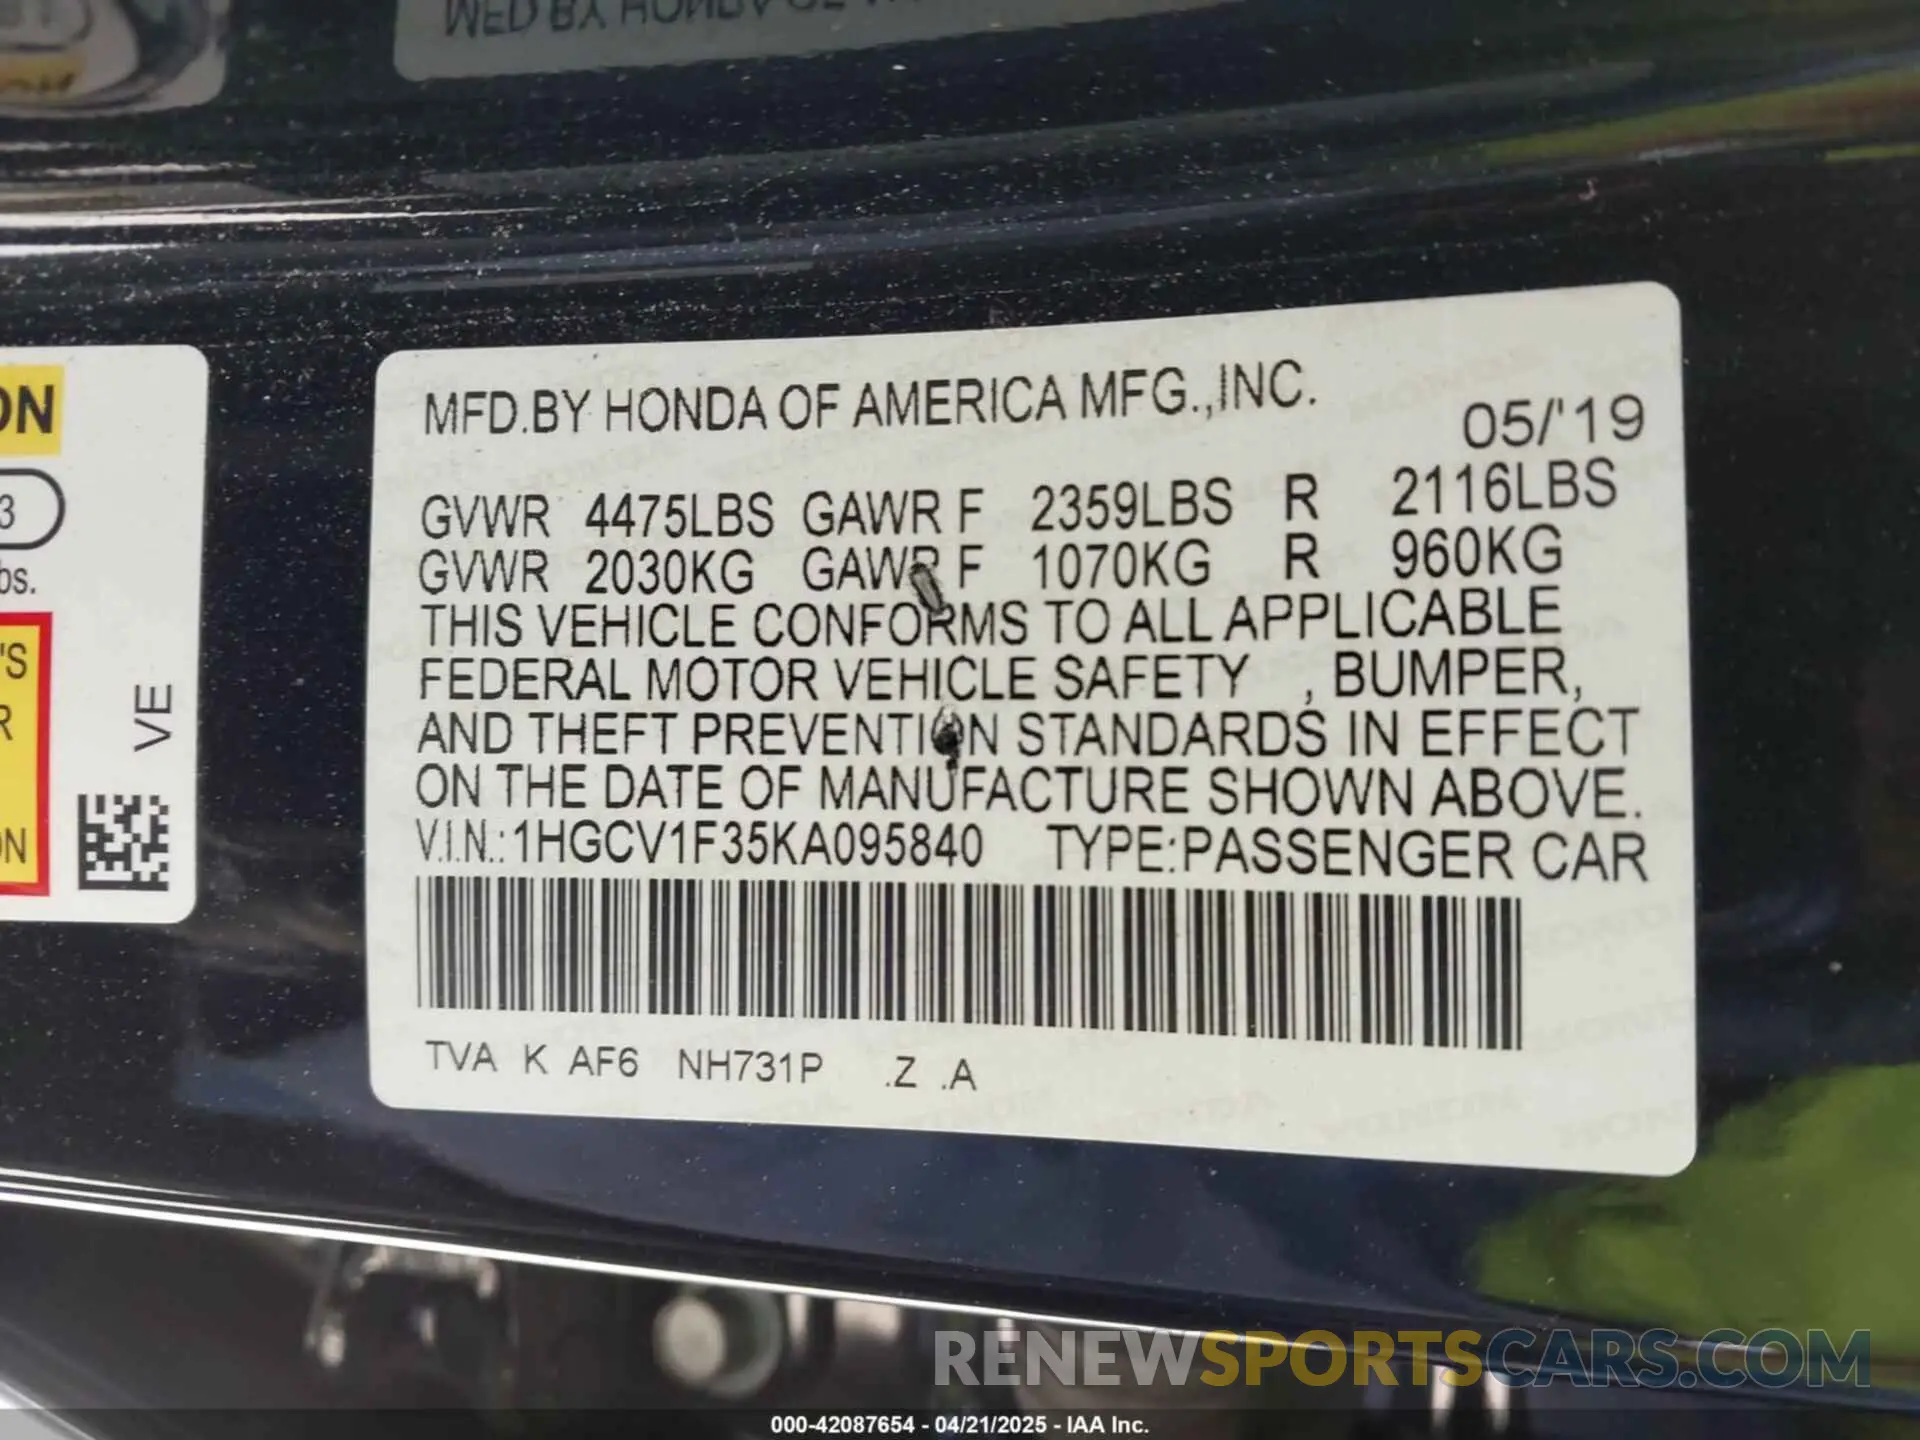 MFD.BY HONDA OF AMERICA MFG.,INC.
05/'19
GVWR 4475LBS GAWR F 2359LBS R 2116LBS
GVWR 2030KG GAWR F 1070KG R 960KG
THIS VEHICLE CONFORMS TO ALL APPLICABLE
FEDERAL MOTOR VEHICLE SAFETY , BUMPER,
AND THEFT PREVENTION STANDARDS IN EFFECT
ON THE DATE OF MANUFACTURE SHOWN ABOVE.
V.I.N.: 1HGCV1F35KA095840 TYPE:PASSENGER CAR
TVA K AF6 NH731P .Z .A
ON
3
bs.
'S
R
ON
VE
RENEWSPORTSCARS.COM
000-42087654 - 04/21/2025 - IAA Inc.